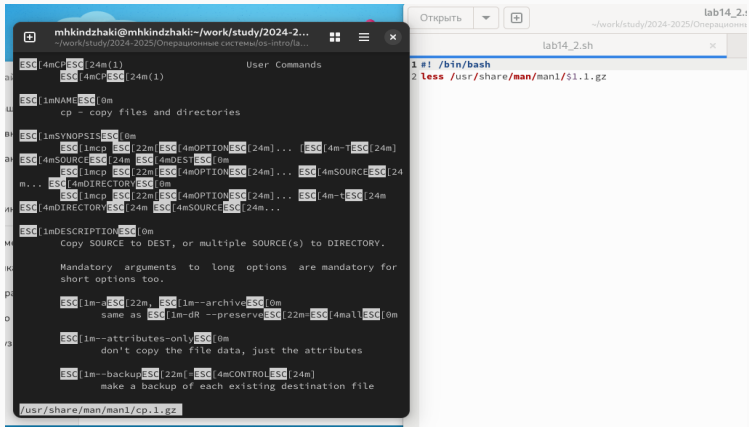 mhkindzhaki@mhkindzhaki:~/work/study/2024-2...
~/work/study/2024-2025/Операционные системы/os-intro/la...
ESC[4mCPESC[24m(1) User Commands
ESC[4mCPESC[24m(1)
ESC[1mNAMEESC[0m
cp - copy files and directories
ESC[1mSYNOPSISESC[0m
ESC[1mcp ESC[22m[ESC[4mOPTIONESC[24m]... [ESC[4m-TESC[24m]
ESC[4mSOURCEESC[24m ESC[4mDESTESC[0m
ESC[1mcp ESC[22m[ESC[4mOPTIONESC[24m]... ESC[4mSOURCEESC[24
m... ESC[4mDIRECTORYESC[0m
ESC[1mcp ESC[22m[ESC[4mOPTIONESC[24m]... ESC[4m-tESC[24m
ESC[4mDIRECTORYESC[24m ESC[4mSOURCEESC[24m...
ESC[1mDESCRIPTIONESC[0m
Copy SOURCE to DEST, or multiple SOURCE(s) to DIRECTORY.
Mandatory arguments to long options are mandatory for
short options too.
ESC[1m-aESC[22m, ESC[1m--archiveESC[0m
same as ESC[1m-dR --preserveESC[22m=ESC[4mallESC[0m
ESC[1m--attributes-onlyESC[0m
don't copy the file data, just the attributes
ESC[1m--backupESC[22m[=ESC[4mCONTROLESC[24m]
make a backup of each existing destination file
/usr/share/man/man1/cp.1.gz
Открыть
lab14_2.s
~/work/study/2024-2025/Операционн
lab14_2.sh
1 #! /bin/bash
2 less /usr/share/man/man1/$1.1.gz